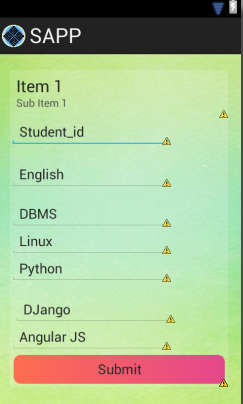 SAPP
Item 1
Sub Item 1
Student_id
English
DBMS
Linux
Python
DJango
Angular JS
Submit